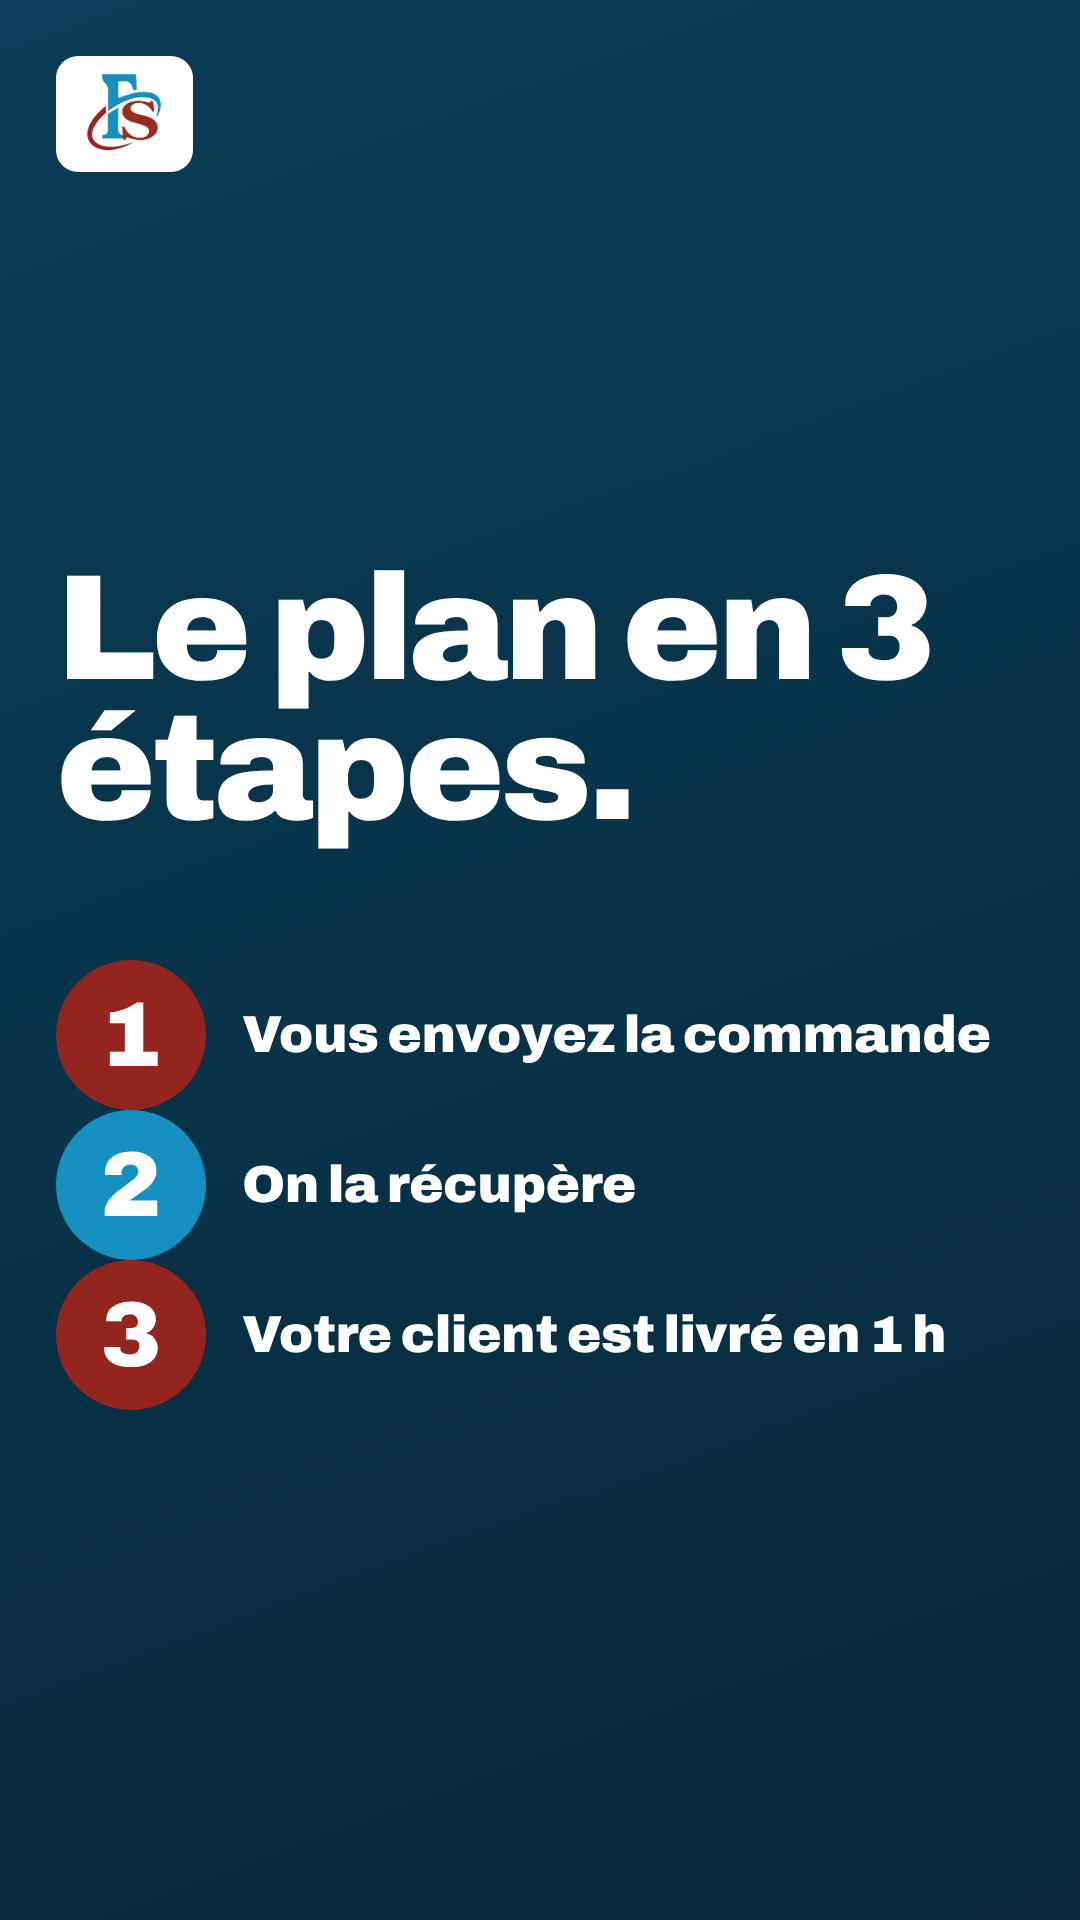 FS
Le plan en 3
étapes.
1 Vous envoyez la commande
2 On la récupère
3 Votre client est livré en 1 h